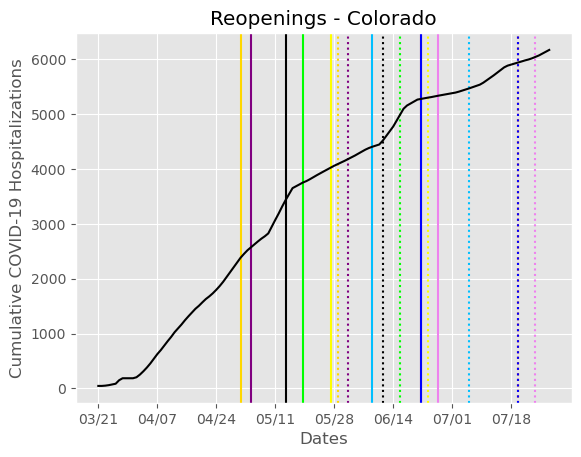 Reopenings - Colorado
Cumulative COVID-19 Hospitalizations
6000
5000
4000
3000
2000
1000
0
03/21 04/07 04/24 05/11 05/28 06/14 07/01 07/18
Dates